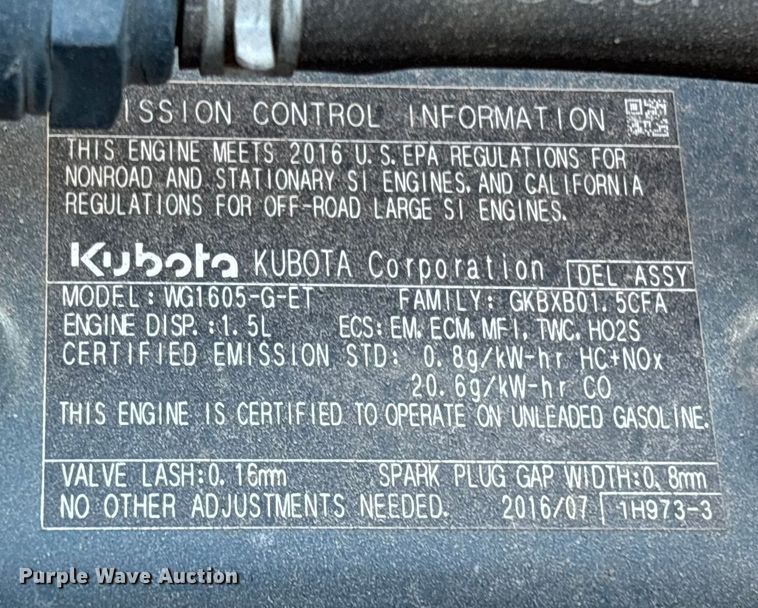 MISSION CONTROL INFORMATION
THIS ENGINE MEETS 2016 U.S.EPA REGULATIONS FOR
NONROAD AND STATIONARY SI ENGINES.AND CALIFORNIA
REGULATIONS FOR OFF-ROAD LARGE SI ENGINES.
Kubota KUBOTA Corporation DEL ASSY
MODEL:WG1605-G-ET FAMILY: GKBXB01.5CFA
ENGINE DISP.:1.5L ECS:EM.ECM.MFI.TWC.HO2S
CERTIFIED EMISSION STD: 0.8g/kW-hr HC+NOx
20.6g/kW-hr CO
THIS ENGINE IS CERTIFIED TO OPERATE ON UNLEADED GASOLINE.
VALVE LASH:0.16mm SPARK PLUG GAP WIDTH:0.8mm
NO OTHER ADJUSTMENTS NEEDED. 2016/07 1H973-3
Purple Wave Auction